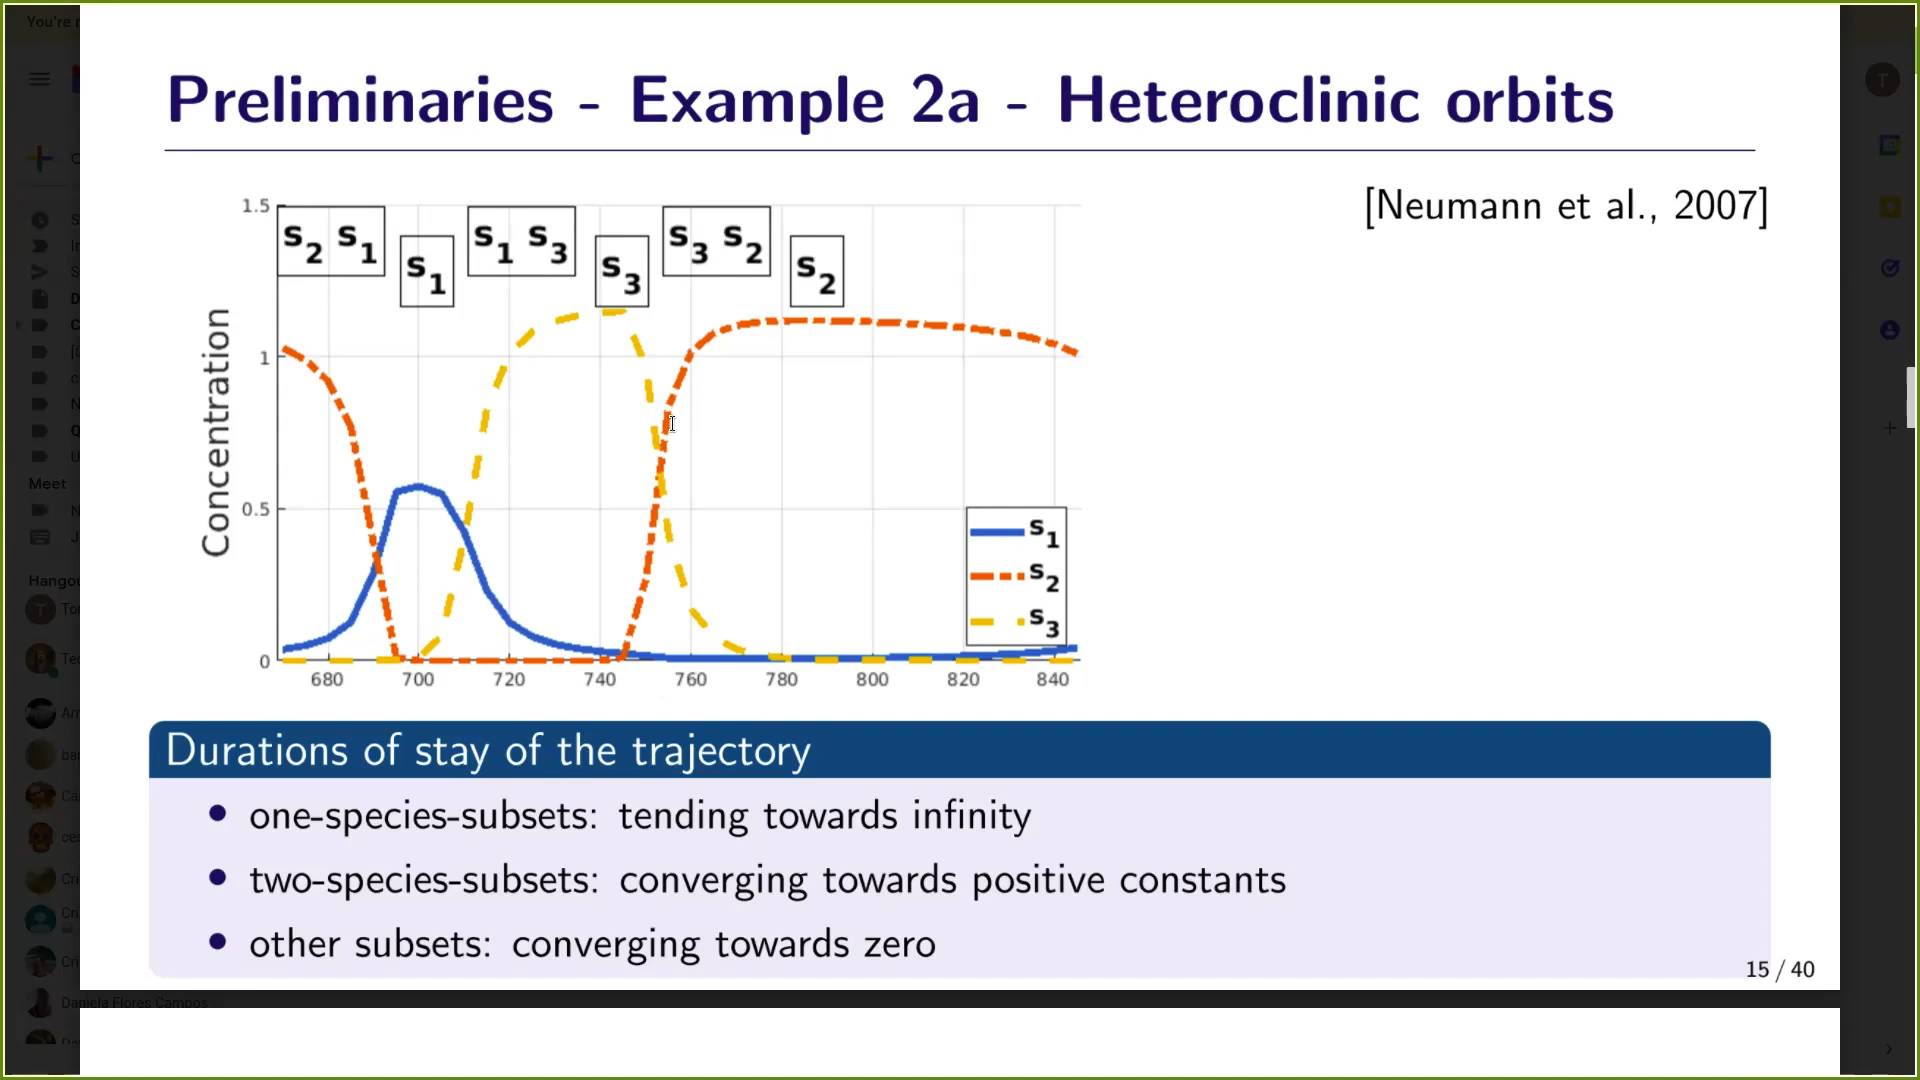 You're
Preliminaries - Example 2a - Heteroclinic orbits
[Neumann et al., 2007]
1.5
s2 s1
s1
s1 s3
s3
s3 s2
s2
1
0.5
0
Concentration
s1
s2
s3
680 700 720 740 760 780 800 820 840
Meet
Durations of stay of the trajectory
• one-species-subsets: tending towards infinity
• two-species-subsets: converging towards positive constants
• other subsets: converging towards zero
15 / 40
Daniela Flores Campos
T